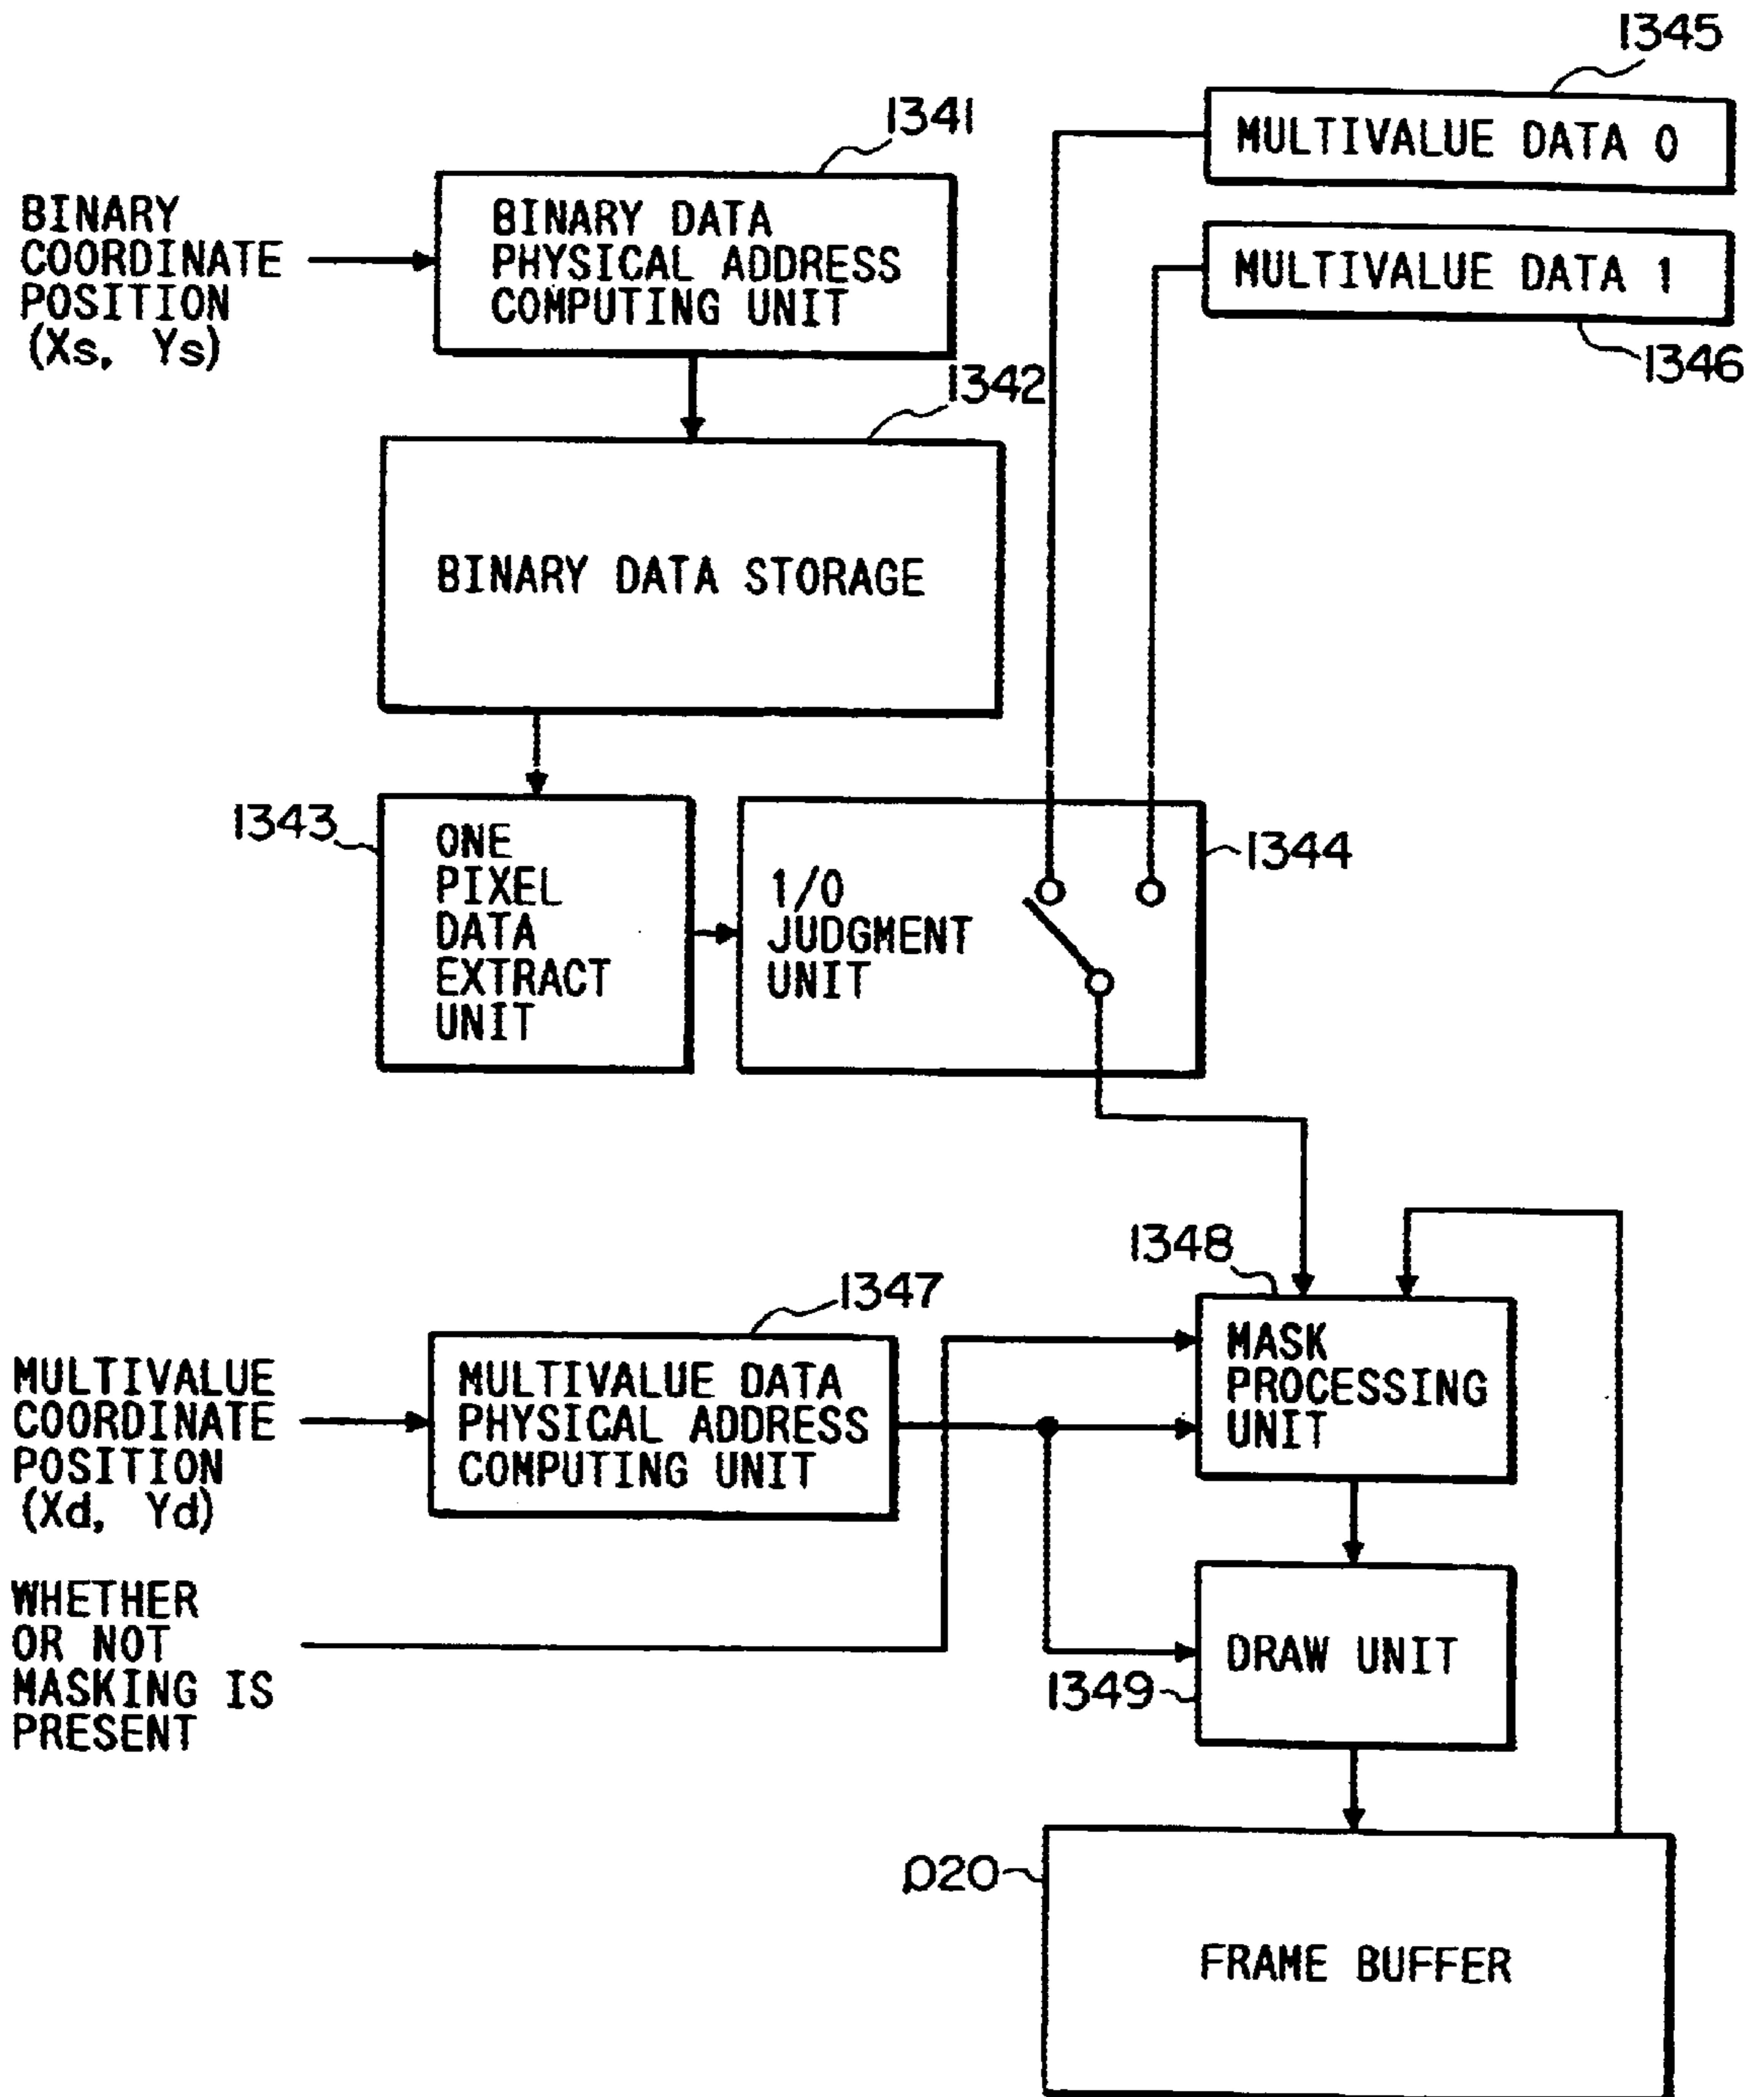 1345
MULTIVALUE DATA 0
1341
BINARY
COORDINATE
POSITION
(Xs, Ys)
BINARY DATA
PHYSICAL ADDRESS
COMPUTING UNIT
MULTIVALUE DATA 1
1346
1342
BINARY DATA STORAGE
1343
ONE
PIXEL
DATA
EXTRACT
UNIT
1/0
JUDGMENT
UNIT
1344
1348
1347
MULTIVALUE
COORDINATE
POSITION
(Xd, Yd)
MULTIVALUE DATA
PHYSICAL ADDRESS
COMPUTING UNIT
MASK
PROCESSING
UNIT
WHETHER
OR NOT
MASKING IS
PRESENT
DRAW UNIT
1349
1020
FRAME BUFFER